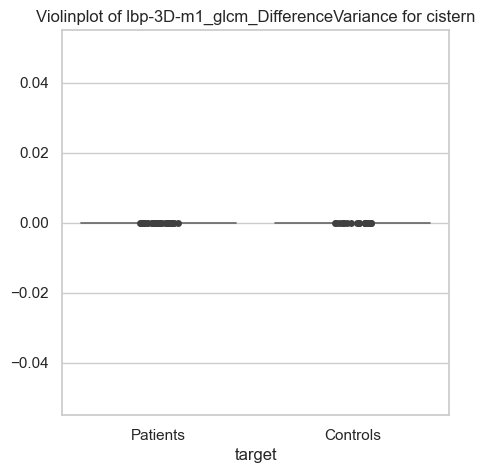 Violinplot of lbp-3D-m1_glcm_DifferenceVariance for cistern
0.04
0.02
0.00
−0.02
−0.04
Patients
Controls
target